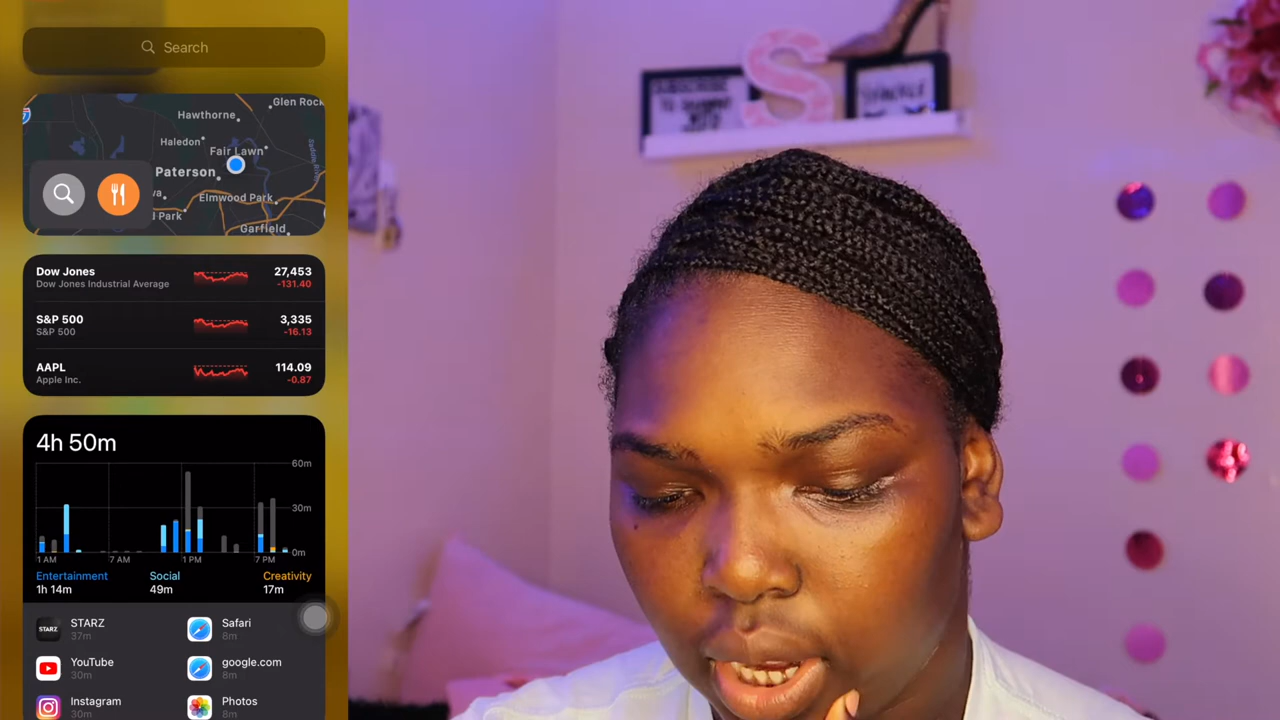 Search
Glen Rock
Hawthorne
Haledon
Fair Lawn
Paterson
Elmwood Park
Park
Garfield
Dow Jones
27,453
Dow Jones Industrial Average
-131.40
S&P 500
3,335
S&P 500
-16.13
AAPL
114.09
Apple Inc.
-0.87
4h 50m
60m
30m
0m
1 AM
7 AM
1 PM
7 PM
Entertainment
Social
Creativity
1h 14m
49m
17m
STARZ
STARZ
37m
Safari
8m
YouTube
30m
google.com
8m
Instagram
30m
Photos
8m
SUBSCRIBE
TO
S